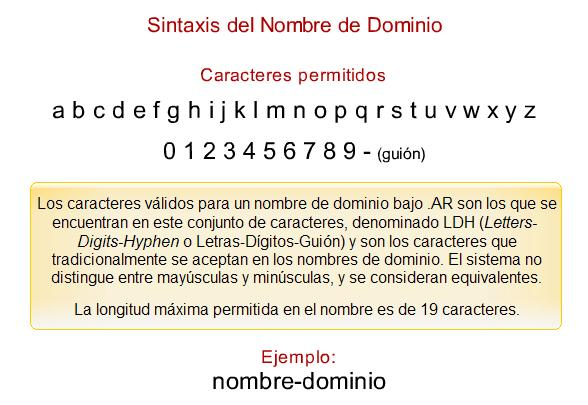 Sintaxis del Nombre de Dominio
Caracteres permitidos
a b c d e f g h i j k l m n o p q r s t u v w x y z
0 1 2 3 4 5 6 7 8 9 - (guión)
Los caracteres válidos para un nombre de dominio bajo .AR son los que se
encuentran en este conjunto de caracteres, denominado LDH (Letters-
Digits-Hyphen o Letras-Dígitos-Guión) y son los caracteres que
tradicionalmente se aceptan en los nombres de dominio. El sistema no
distingue entre mayúsculas y minúsculas, y se consideran equivalentes.
La longitud máxima permitida en el nombre es de 19 caracteres.
Ejemplo:
nombre-dominio